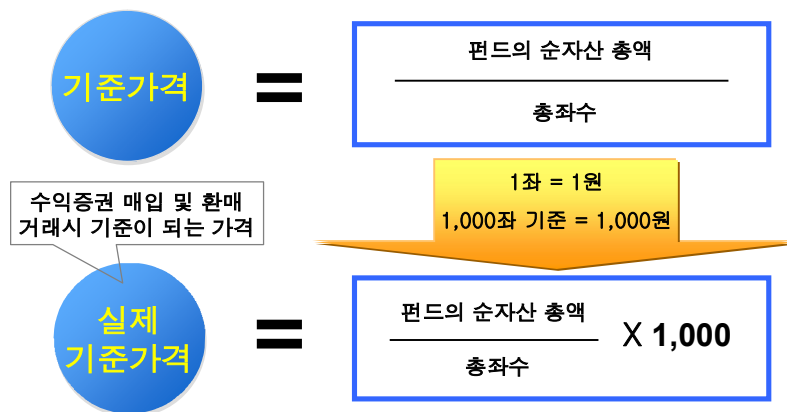 기준가격
=
펀드의 순자산 총액
총좌수
1좌 = 1원
1,000좌 기준 = 1,000원
수익증권 매입 및 환매
거래시 기준이 되는 가격
실제
기준가격
=
펀드의 순자산 총액
총좌수
X 1,000